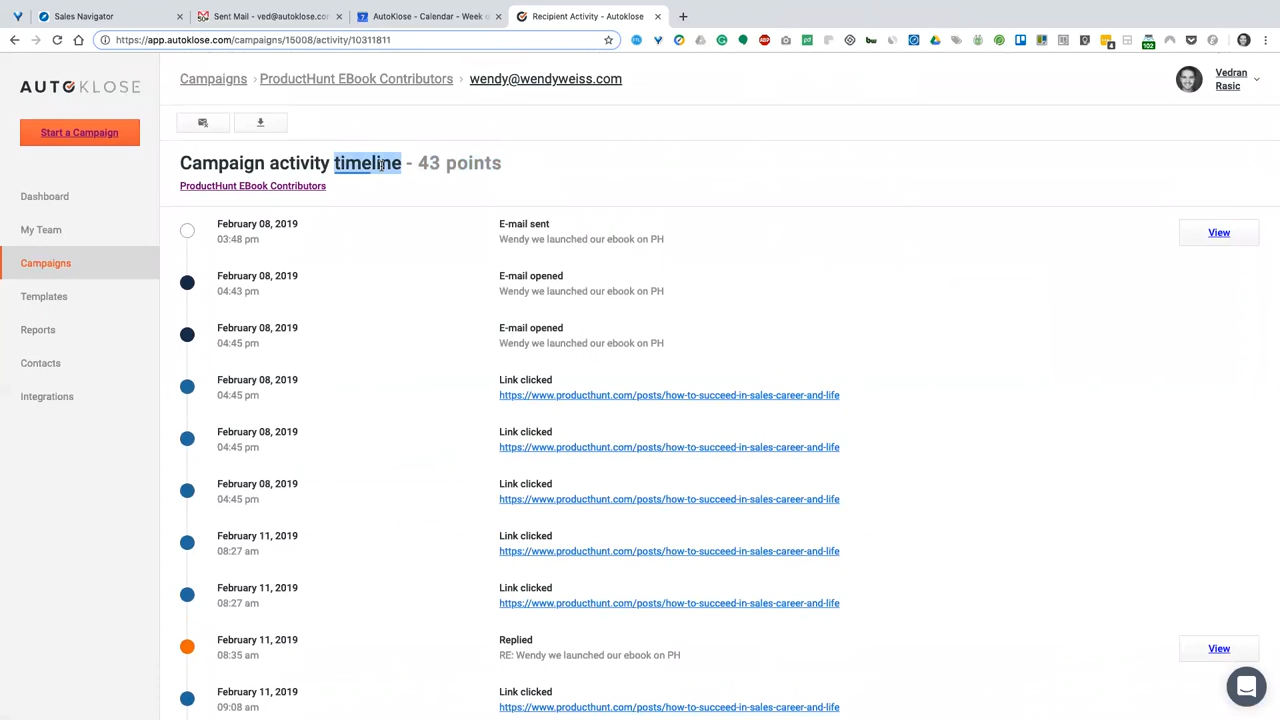 Sales Navigator
Sent Mail - ved@autoklose.co
AutoKlose - Calendar - Week o
Recipient Activity - Autoklose
https://app.autoklose.com/campaigns/15008/activity/10311811
AUTOKLOSE
Campaigns › ProductHunt EBook Contributors › wendy@wendyweiss.com
Vedran
Rasic
Start a Campaign
Dashboard
My Team
Campaigns
Templates
Reports
Contacts
Integrations
Campaign activity timeline - 43 points
ProductHunt EBook Contributors
February 08, 2019 E-mail sent
03:48 pm Wendy we launched our ebook on PH
View
February 08, 2019 E-mail opened
04:43 pm Wendy we launched our ebook on PH
February 08, 2019 E-mail opened
04:45 pm Wendy we launched our ebook on PH
February 08, 2019 Link clicked
04:45 pm https://www.producthunt.com/posts/how-to-succeed-in-sales-career-and-life
February 08, 2019 Link clicked
04:45 pm https://www.producthunt.com/posts/how-to-succeed-in-sales-career-and-life
February 08, 2019 Link clicked
04:45 pm https://www.producthunt.com/posts/how-to-succeed-in-sales-career-and-life
February 11, 2019 Link clicked
08:27 am https://www.producthunt.com/posts/how-to-succeed-in-sales-career-and-life
February 11, 2019 Link clicked
08:27 am https://www.producthunt.com/posts/how-to-succeed-in-sales-career-and-life
February 11, 2019 Replied
08:35 am RE: Wendy we launched our ebook on PH
View
February 11, 2019 Link clicked
09:08 am https://www.producthunt.com/posts/how-to-succeed-in-sales-career-and-life